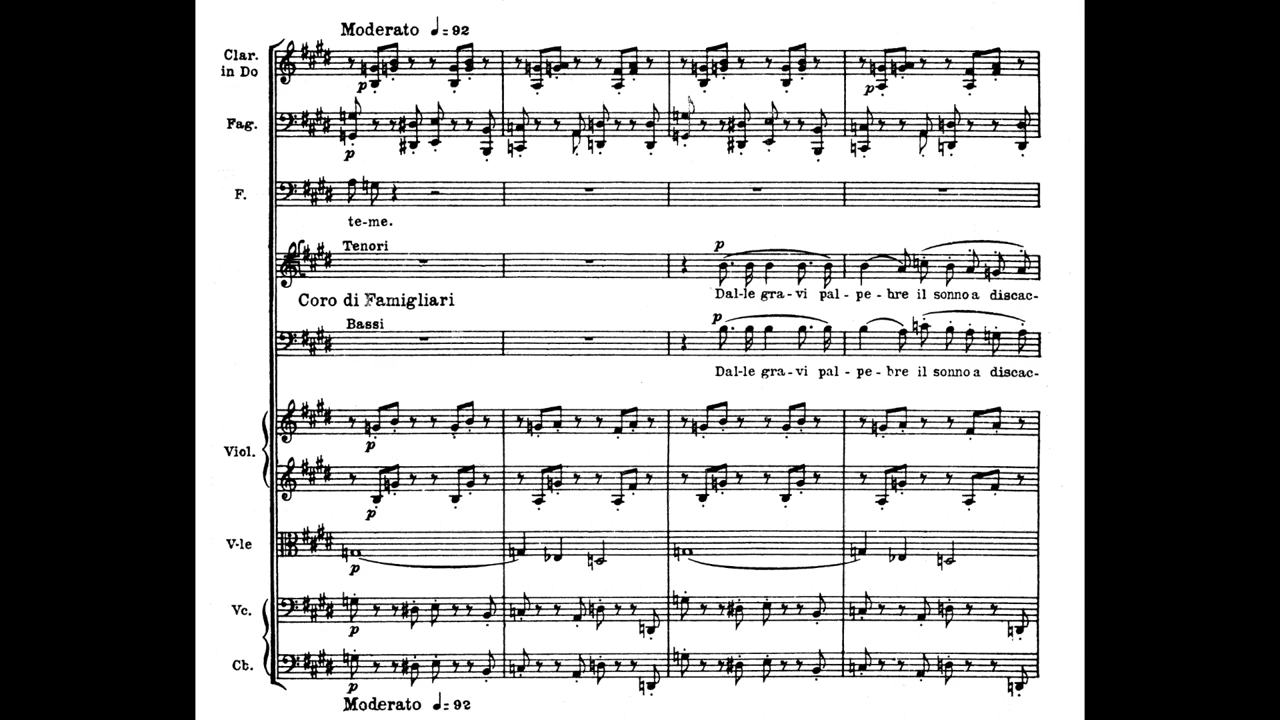 Moderato ♩=92
Clar.
in Do
p
p
Fag.
p
F.
te-me.
Tenori
p
Dal-le gra-vi pal-pe-bre il sonno a discac-
Coro di Famigliari
Bassi
p
Dal-le gra-vi pal-pe-bre il sonno a discac-
Viol.
p
p
V-le
p
Vc.
p
Cb.
p
Moderato ♩=92